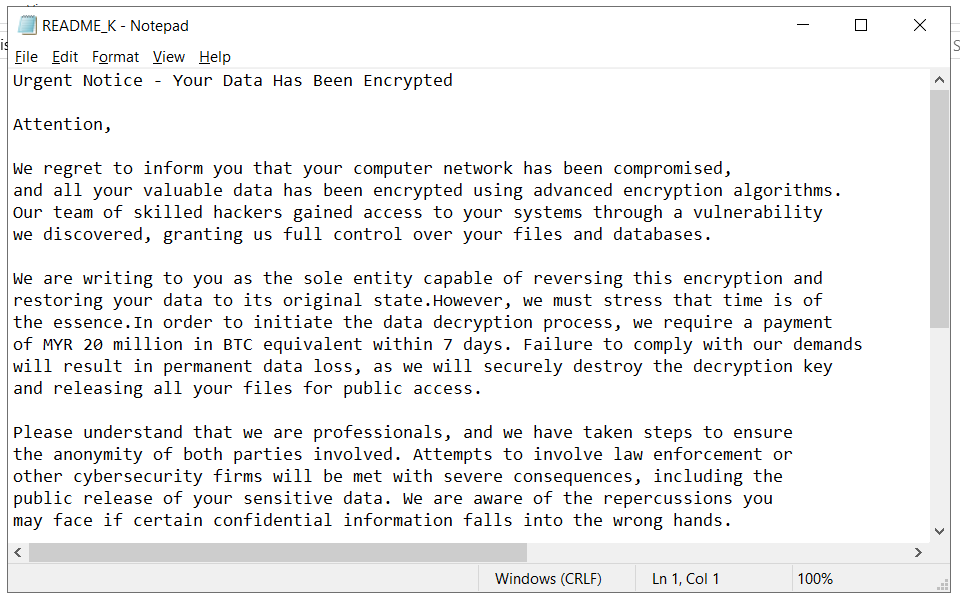 README_K - Notepad
File Edit Format View Help
Urgent Notice - Your Data Has Been Encrypted
Attention,
We regret to inform you that your computer network has been compromised,
and all your valuable data has been encrypted using advanced encryption algorithms.
Our team of skilled hackers gained access to your systems through a vulnerability
we discovered, granting us full control over your files and databases.
We are writing to you as the sole entity capable of reversing this encryption and
restoring your data to its original state.However, we must stress that time is of
the essence.In order to initiate the data decryption process, we require a payment
of MYR 20 million in BTC equivalent within 7 days. Failure to comply with our demands
will result in permanent data loss, as we will securely destroy the decryption key
and releasing all your files for public access.
Please understand that we are professionals, and we have taken steps to ensure
the anonymity of both parties involved. Attempts to involve law enforcement or
other cybersecurity firms will be met with severe consequences, including the
public release of your sensitive data. We are aware of the repercussions you
may face if certain confidential information falls into the wrong hands.
Windows (CRLF) Ln 1, Col 1 100%